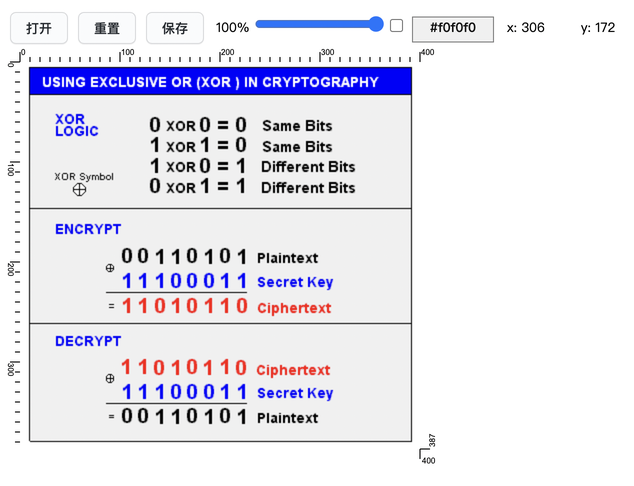 打开 重置 保存 100% #f0f0f0 x: 306 y: 172
0 100 200 300 400
USING EXCLUSIVE OR (XOR ) IN CRYPTOGRAPHY
XOR
LOGIC
0 XOR 0 = 0 Same Bits
1 XOR 1 = 0 Same Bits
1 XOR 0 = 1 Different Bits
0 XOR 1 = 1 Different Bits
XOR Symbol
⊕
ENCRYPT
0 0 1 1 0 1 0 1 Plaintext
⊕
1 1 1 0 0 0 1 1 Secret Key
= 1 1 0 1 0 1 1 0 Ciphertext
DECRYPT
1 1 0 1 0 1 1 0 Ciphertext
⊕
1 1 1 0 0 0 1 1 Secret Key
= 0 0 1 1 0 1 0 1 Plaintext
0
100
200
300
387
400